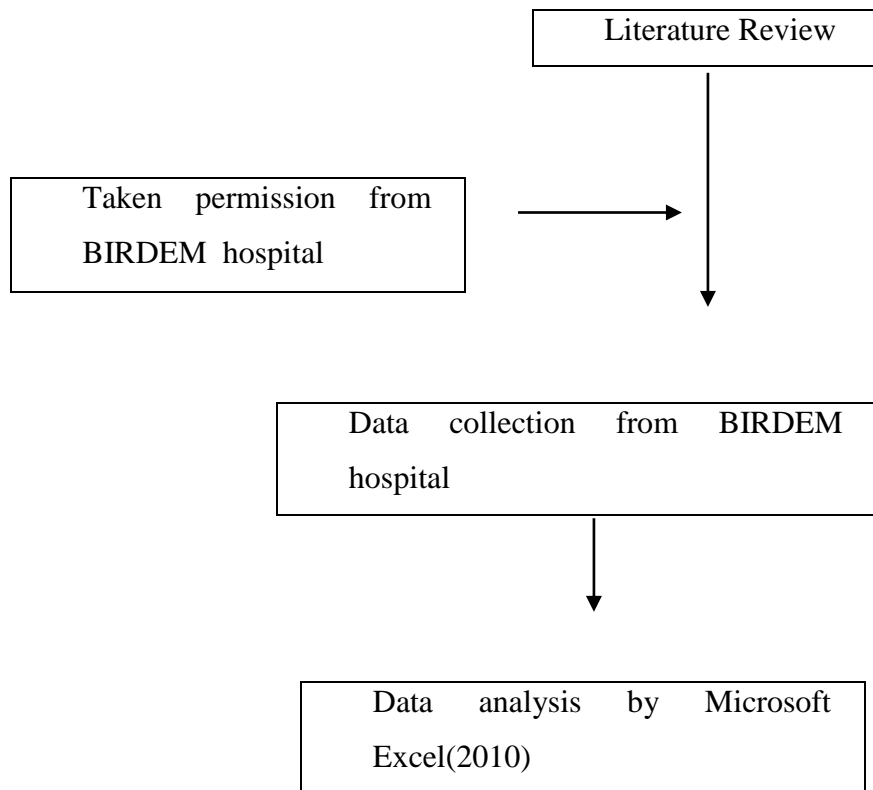 Literature Review
Taken permission from
BIRDEM hospital
Data collection from BIRDEM
hospital
Data analysis by Microsoft
Excel(2010)